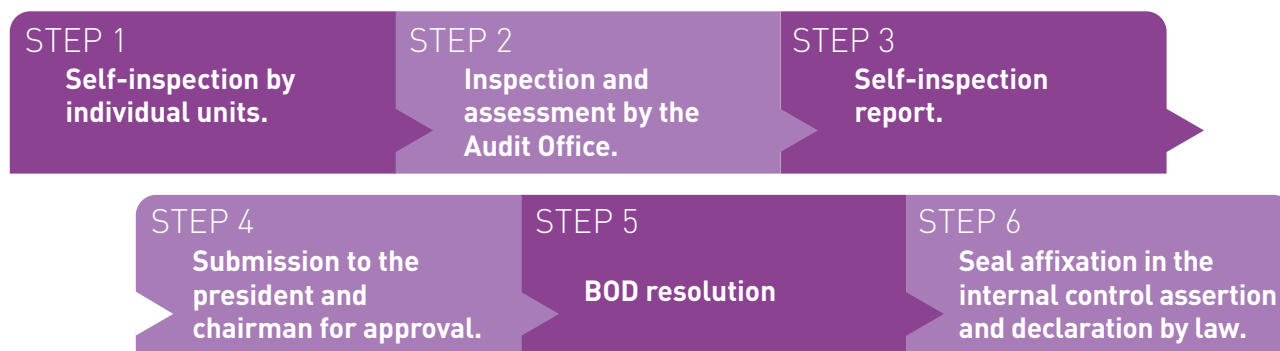 STEP 1
Self-inspection by
individual units.
STEP 2
Inspection and
assessment by the
Audit Office.
STEP 3
Self-inspection
report.
STEP 4
Submission to the
president and
chairman for approval.
STEP 5
BOD resolution
STEP 6
Seal affixation in the
internal control assertion
and declaration by law.